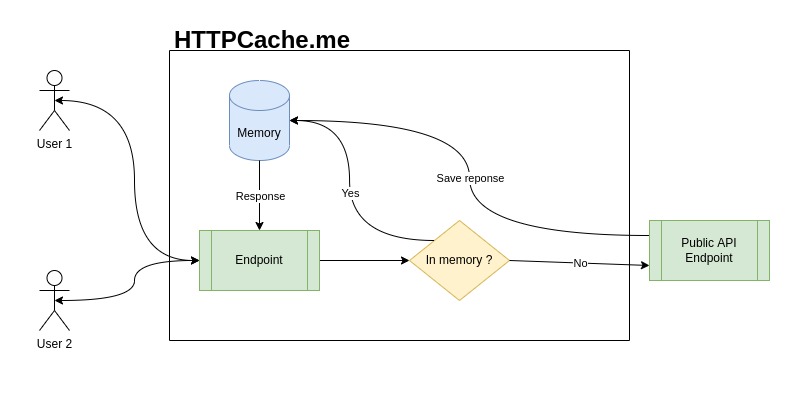 HTTPCache.me
User 1
Memory
Response
Yes
Save reponse
Endpoint
In memory ?
No
Public API
Endpoint
User 2